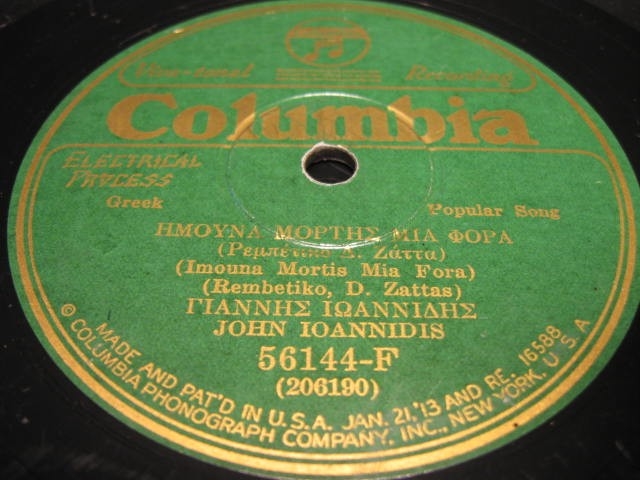 Viva-tonal Recording
Columbia
ELECTRICAL
PROCESS
Greek Popular Song
ΗΜΟΥΝΑ ΜΟΡΤΗΣ ΜΙΑ ΦΟΡΑ
(Ρεμπέτικο Δ. Ζάττα)
(Imouna Mortis Mia Fora)
(Rembetiko, D. Zattas)
ΓΙΑΝΝΗΣ ΙΩΑΝΝΙΔΗΣ
JOHN IOANNIDIS
56144-F
(206190)
MADE AND PAT'D IN U.S.A. JAN. 21,'13 AND RE. 16588
© COLUMBIA PHONOGRAPH COMPANY, INC., NEW YORK, U.S.A